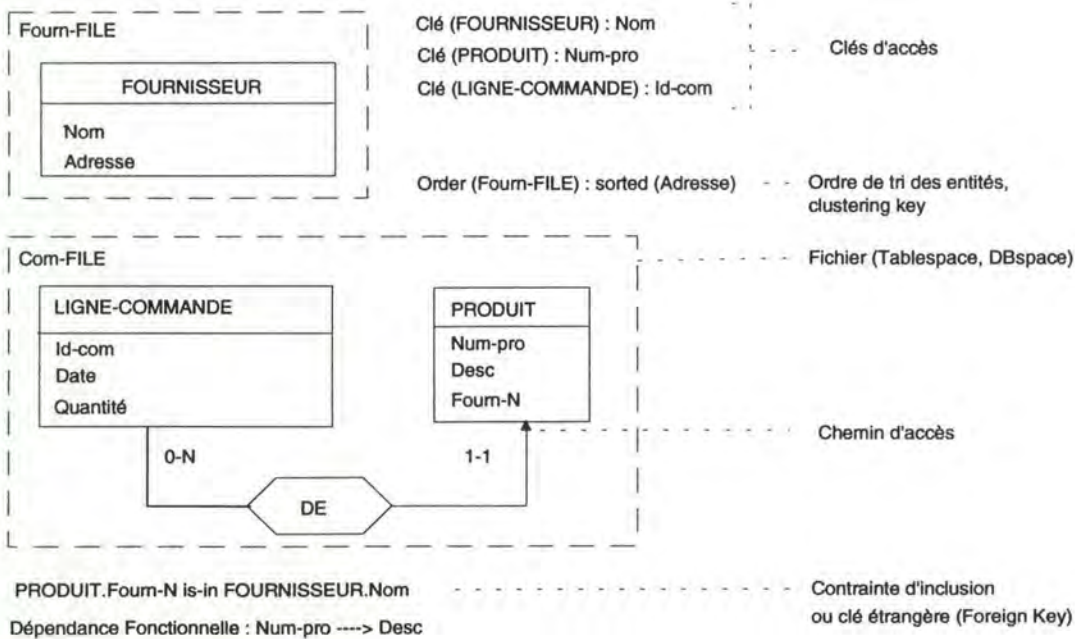 Fourn-FILE
FOURNISSEUR
Nom
Adresse
Clé (FOURNISSEUR) : Nom
Clé (PRODUIT) : Num-pro
Clé (LIGNE-COMMANDE) : Id-com
Clés d'accès
Order (Fourn-FILE) : sorted (Adresse)
Ordre de tri des entités,
clustering key
Com-FILE
Fichier (Tablespace, DBspace)
LIGNE-COMMANDE
Id-com
Date
Quantité
PRODUIT
Num-pro
Desc
Fourn-N
Chemin d'accès
0-N
1-1
DE
PRODUIT.Fourn-N is-in FOURNISSEUR.Nom
Contrainte d'inclusion
ou clé étrangère (Foreign Key)
Dépendance Fonctionnelle : Num-pro ----> Desc